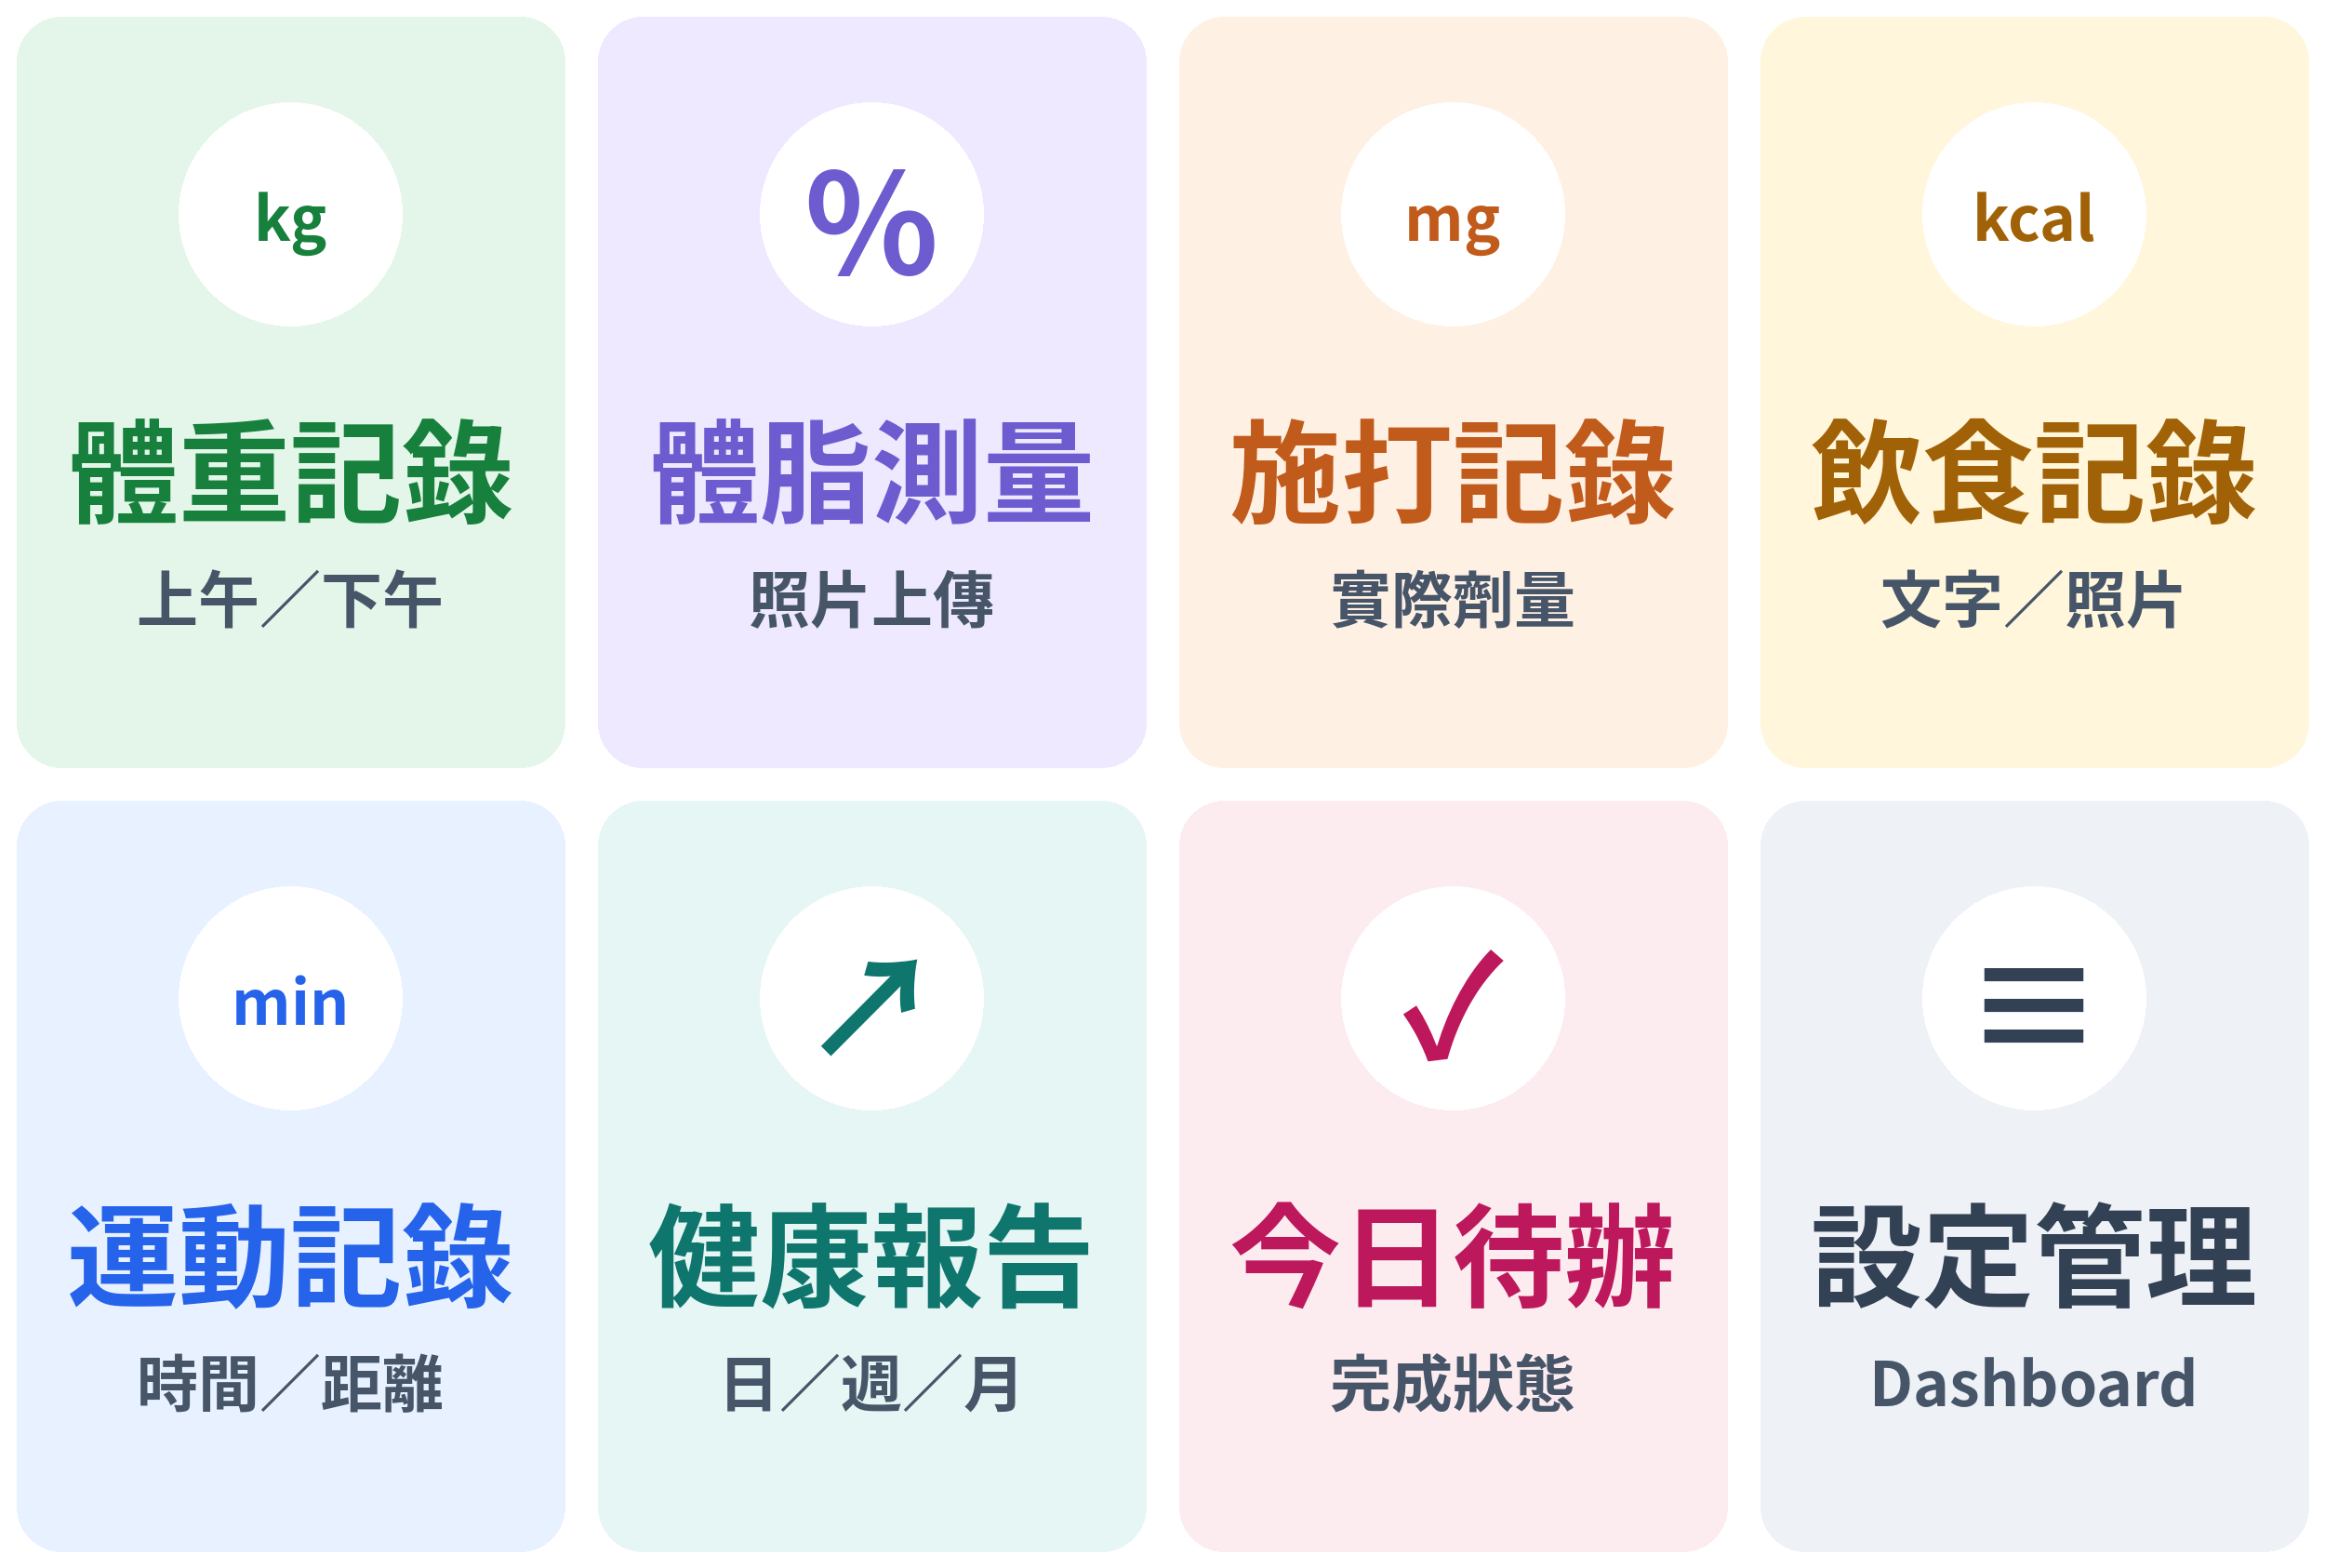 kg
體重記錄
上午／下午
%
體脂測量
照片上傳
mg
施打記錄
實際劑量
kcal
飲食記錄
文字／照片
min
運動記錄
時間／距離
↗
健康報告
日／週／月
✓
今日待辦
完成狀態
≡
設定管理
Dashboard